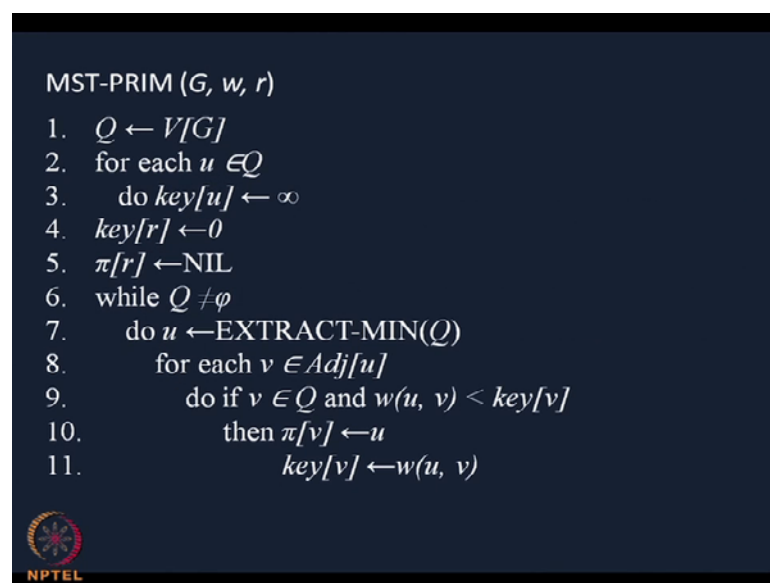 MST-PRIM (G, w, r)
1. Q ← V[G]
2. for each u ∈Q
3. do key[u] ← ∞
4. key[r] ←0
5. π[r] ←NIL
6. while Q ≠φ
7. do u ←EXTRACT-MIN(Q)
8. for each v ∈ Adj[u]
9. do if v ∈ Q and w(u, v) < key[v]
10. then π[v] ←u
11. key[v] ←w(u, v)
NPTEL